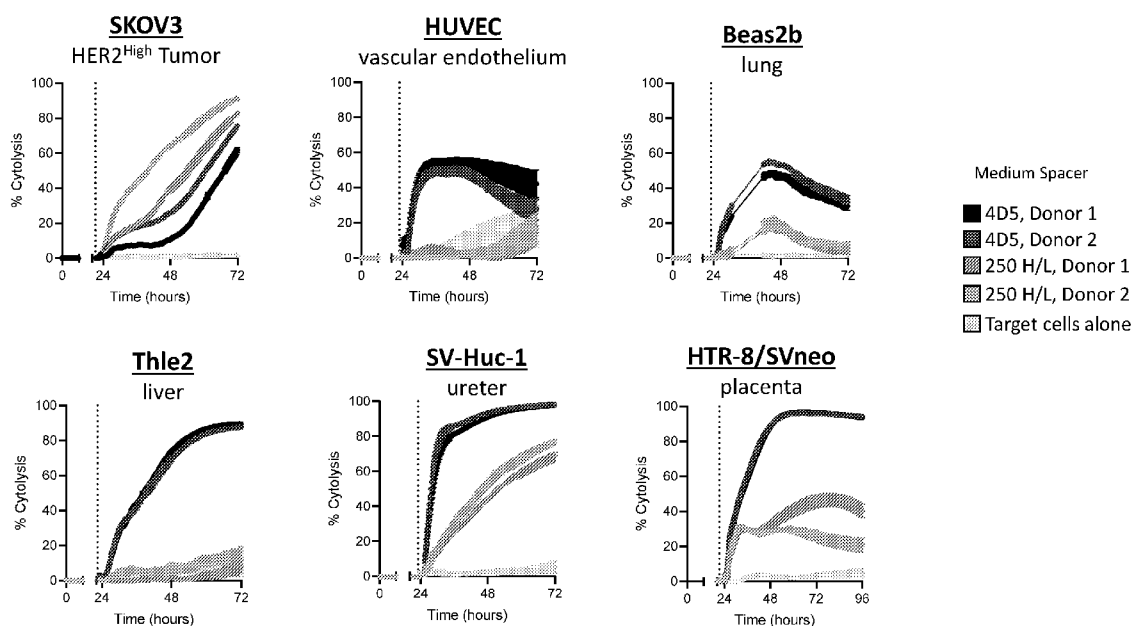 SKOV3
HER2High Tumor
% Cytolysis
100
80
60
40
20
0
0 24 48 72
Time (hours)
HUVEC
vascular endothelium
% Cytolysis
100
80
60
40
20
0
0 24 48 72
Time (hours)
Beas2b
lung
% Cytolysis
100
80
60
40
20
0
0 24 48 72
Time (hours)
Medium Spacer
4D5, Donor 1
4D5, Donor 2
250 H/L, Donor 1
250 H/L, Donor 2
Target cells alone
Thle2
liver
% Cytolysis
100
80
60
40
20
0
0 24 48 72
Time (hours)
SV-Huc-1
ureter
% Cytolysis
100
80
60
40
20
0
0 24 48 72
Time (hours)
HTR-8/SVneo
placenta
% Cytolysis
100
80
60
40
20
0
0 24 48 72 96
Time (hours)